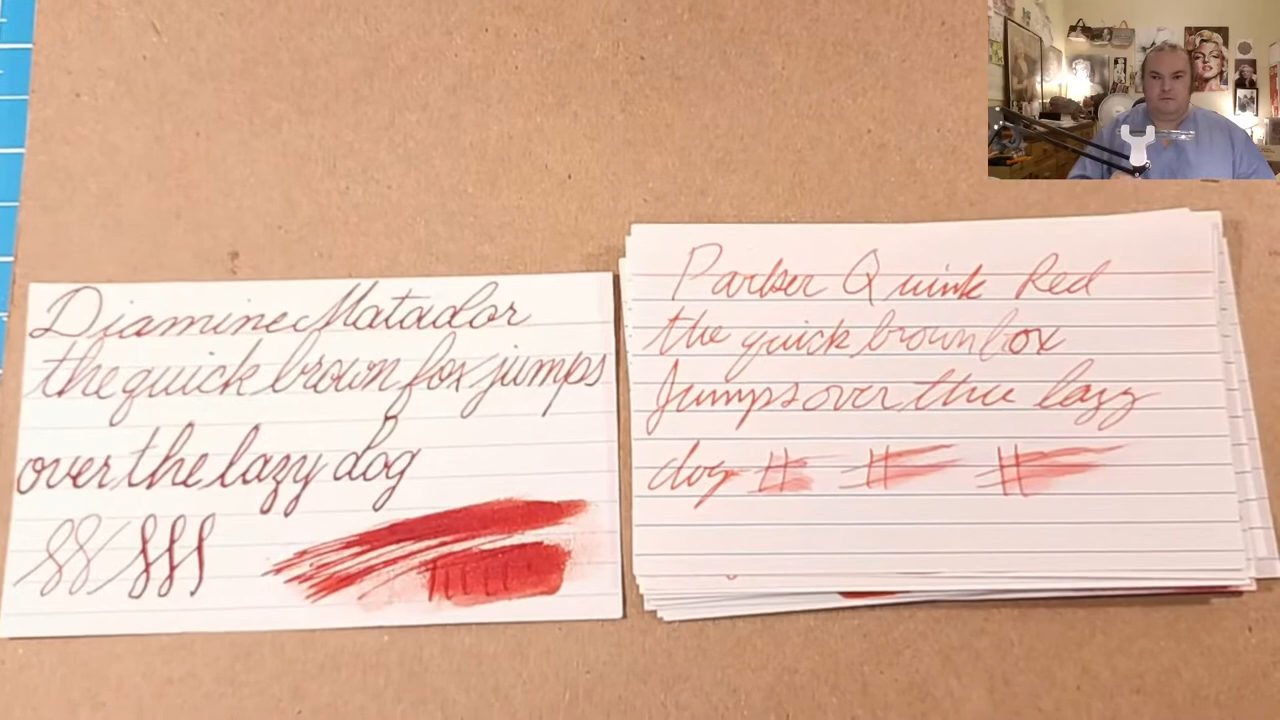 Diamine Matador
the quick brown fox jumps
over the lazy dog
Parker Quink Red
the quick brown fox
Jumps over the lazy
dog